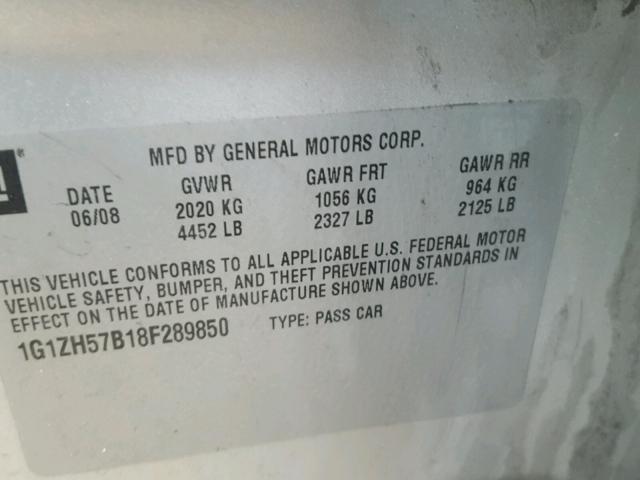 MFD BY GENERAL MOTORS CORP.
DATE GVWR GAWR FRT GAWR RR
06/08 2020 KG 1056 KG 964 KG
4452 LB 2327 LB 2125 LB
THIS VEHICLE CONFORMS TO ALL APPLICABLE U.S. FEDERAL MOTOR
VEHICLE SAFETY, BUMPER, AND THEFT PREVENTION STANDARDS IN
EFFECT ON THE DATE OF MANUFACTURE SHOWN ABOVE.
1G1ZH57B18F289850 TYPE: PASS CAR